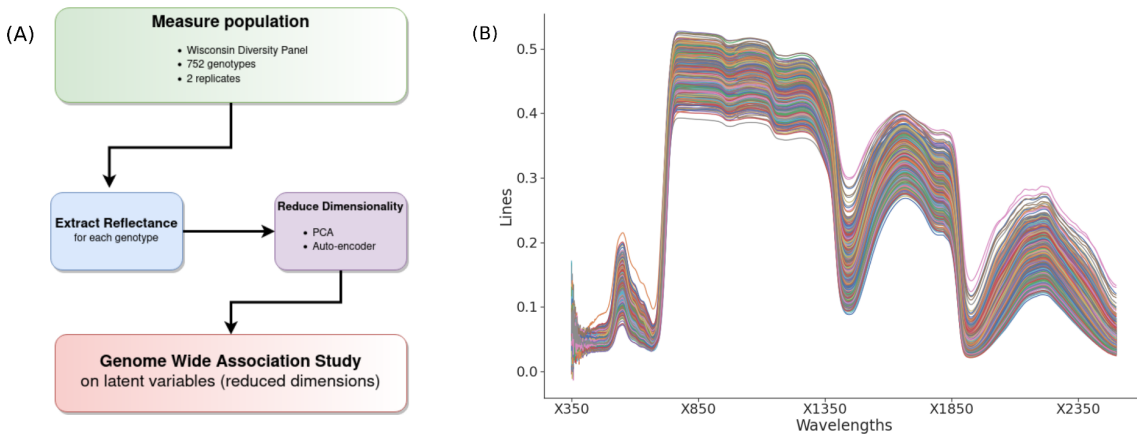 (A)
Measure population
• Wisconsin Diversity Panel
• 752 genotypes
• 2 replicates
Extract Reflectance
for each genotype
Reduce Dimensionality
• PCA
• Auto-encoder
Genome Wide Association Study
on latent variables (reduced dimensions)
(B)
Lines
0.5
0.4
0.3
0.2
0.1
0.0
X350 X850 X1350 X1850 X2350
Wavelengths